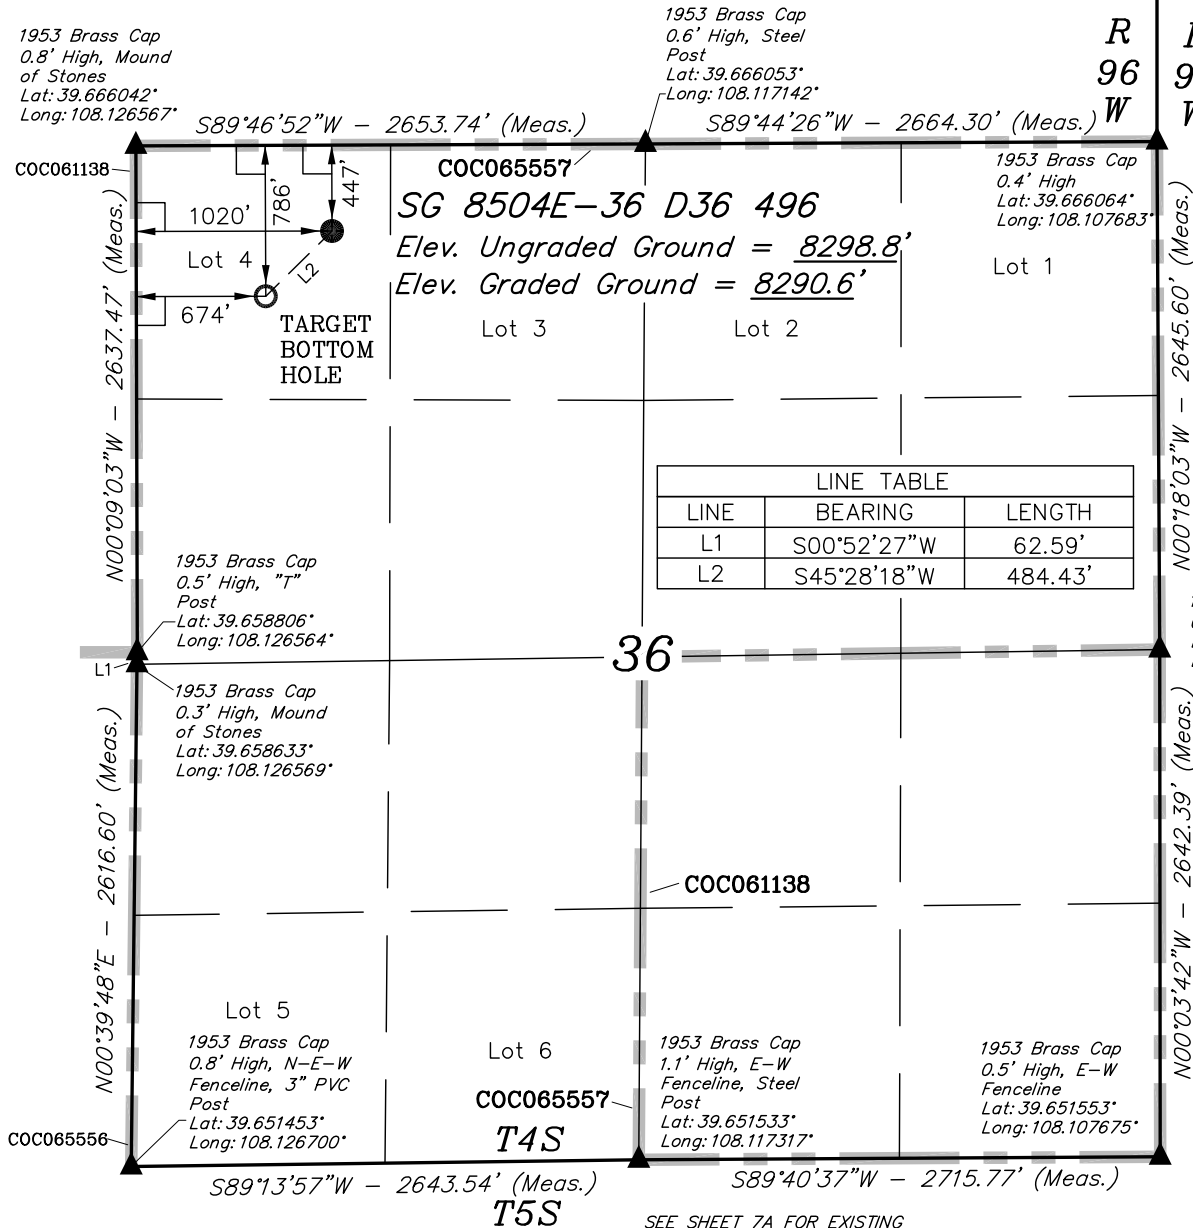 1953 Brass Cap
0.8' High, Mound
of Stones
Lat: 39.666042°
Long: 108.126567°
1953 Brass Cap
0.6' High, Steel
Post
Lat: 39.666053°
Long: 108.117142°
R
96
W
S89°46'52"W - 2653.74' (Meas.)
S89°44'26"W - 2664.30' (Meas.)
COC061138
COC065557
1953 Brass Cap
0.4' High
Lat: 39.666064°
Long: 108.107683°
786'
447'
1020'
SG 8504E-36 D36 496
Elev. Ungraded Ground = 8298.8'
Elev. Graded Ground = 8290.6'
Lot 4
L2
Lot 1
674'
TARGET
BOTTOM
HOLE
Lot 3
Lot 2
N00°09'03"W - 2637.47' (Meas.)
N00°18'03"W - 2645.60' (Meas.)
LINE TABLE
LINE BEARING LENGTH
L1 S00°52'27"W 62.59'
L2 S45°28'18"W 484.43'
1953 Brass Cap
0.5' High, "T"
Post
Lat: 39.658806°
Long: 108.126564°
36
L1
1953 Brass Cap
0.3' High, Mound
of Stones
Lat: 39.658633°
Long: 108.126569°
N00°39'48"E - 2616.60' (Meas.)
N00°03'42"W - 2642.39' (Meas.)
COC061138
Lot 5
1953 Brass Cap
0.8' High, N-E-W
Fenceline, 3" PVC
Post
Lat: 39.651453°
Long: 108.126700°
Lot 6
1953 Brass Cap
1.1' High, E-W
Fenceline, Steel
Post
Lat: 39.651533°
Long: 108.117317°
1953 Brass Cap
0.5' High, E-W
Fenceline
Lat: 39.651553°
Long: 108.107675°
COC065557
COC065556
T4S
S89°13'57"W - 2643.54' (Meas.)
S89°40'37"W - 2715.77' (Meas.)
T5S
SEE SHEET 7A FOR EXISTING